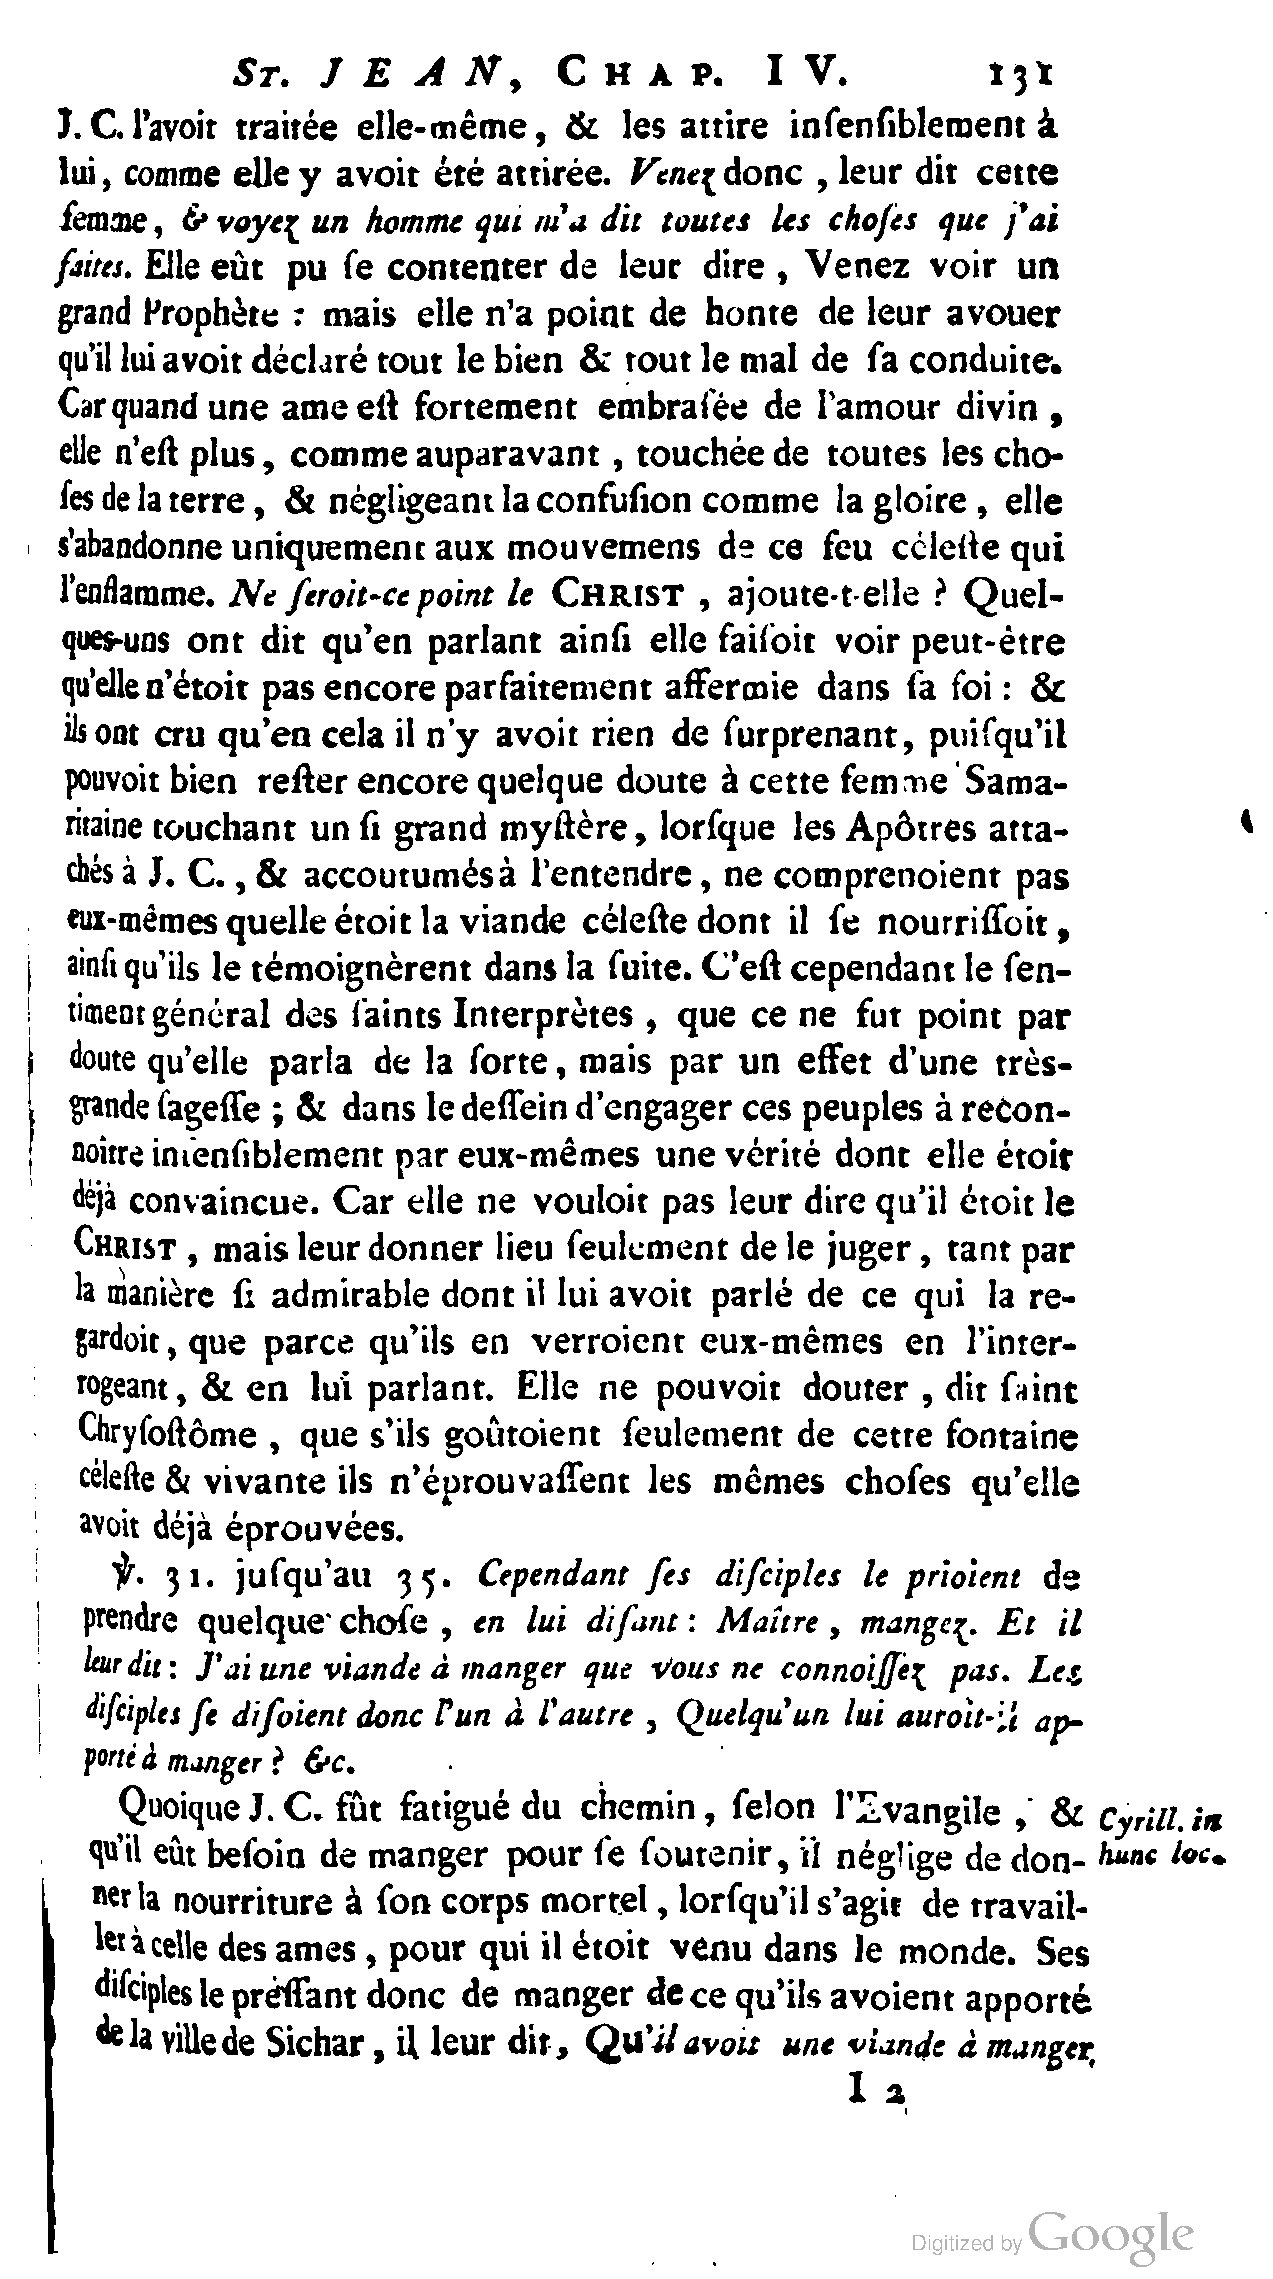 ST. JEAN, CHAP. IV. 131
J. C. l'avoit traitée elle-même, & les attire inſenſiblement à
lui, comme elle y avoit été attirée. Venez donc, leur dit cette
femme, & voyez un homme qui m'a dit toutes les choſes que j'ai
faites. Elle eût pu ſe contenter de leur dire, Venez voir un
grand Prophète : mais elle n'a point de honte de leur avouer
qu'il lui avoit déclaré tout le bien & tout le mal de ſa conduite.
Car quand une ame eſt fortement embraſée de l'amour divin,
elle n'eſt plus, comme auparavant, touchée de toutes les cho-
ſes de la terre, & négligeant la confuſion comme la gloire, elle
s'abandonne uniquement aux mouvemens de ce feu céleſte qui
l'enflamme. Ne ſeroit-ce point le CHRIST, ajoute-t-elle ? Quel-
ques-uns ont dit qu'en parlant ainſi elle faiſoit voir peut-être
qu'elle n'étoit pas encore parfaitement affermie dans ſa foi : &
ils ont cru qu'en cela il n'y avoit rien de ſurprenant, puiſqu'il
pouvoit bien reſter encore quelque doute à cette femme Sama-
ritaine touchant un ſi grand myſtère, lorſque les Apôtres atta-
chés à J. C., & accoutumés à l'entendre, ne comprenoient pas
eux-mêmes quelle étoit la viande céleſte dont il ſe nourriſſoit,
ainſi qu'ils le témoignèrent dans la ſuite. C'eſt cependant le ſen-
timent général des ſaints Interprètes, que ce ne fut point par
doute qu'elle parla de la ſorte, mais par un effet d'une très-
grande ſageſſe ; & dans le deſſein d'engager ces peuples à recon-
noître inſenſiblement par eux-mêmes une vérité dont elle étoit
déjà convaincue. Car elle ne vouloit pas leur dire qu'il étoit le
CHRIST, mais leur donner lieu ſeulement de le juger, tant par
la manière ſi admirable dont il lui avoit parlé de ce qui la re-
gardoit, que parce qu'ils en verroient eux-mêmes en l'inter-
rogeant, & en lui parlant. Elle ne pouvoit douter, dit ſaint
Chryſoſtôme, que s'ils goûtoient ſeulement de cette fontaine
céleſte & vivante ils n'éprouvaſſent les mêmes choſes qu'elle
avoit déjà éprouvées.
℣. 31. juſqu'au 35. Cependant ſes diſciples le prioient de
prendre quelque choſe, en lui diſant : Maître, mangez. Et il
leur dit : J'ai une viande à manger que vous ne connoiſſez pas. Les
diſciples ſe diſoient donc l'un à l'autre, Quelqu'un lui auroit-il ap-
porté à manger ? &c.
Quoique J. C. fût fatigué du chemin, ſelon l'Evangile, & Cyrill. in
qu'il eût beſoin de manger pour ſe ſoutenir, il néglige de don- hunc loc.
ner la nourriture à ſon corps mortel, lorſqu'il s'agit de travail-
ler à celle des ames, pour qui il étoit venu dans le monde. Ses
diſciples le preſſant donc de manger de ce qu'ils avoient apporté
de la ville de Sichar, il leur dit, Qu'il avoit une viande à manger,
I 2
Digitized by Google